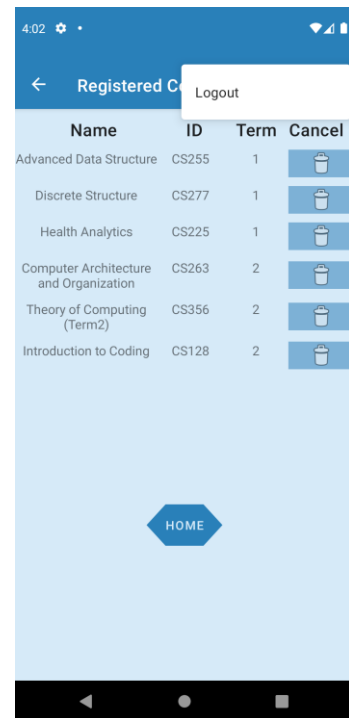 4:02
Registered C
Logout
Name ID Term Cancel
Advanced Data Structure CS255 1
Discrete Structure CS277 1
Health Analytics CS225 1
Computer Architecture
and Organization CS263 2
Theory of Computing
(Term2) CS356 2
Introduction to Coding CS128 2
HOME